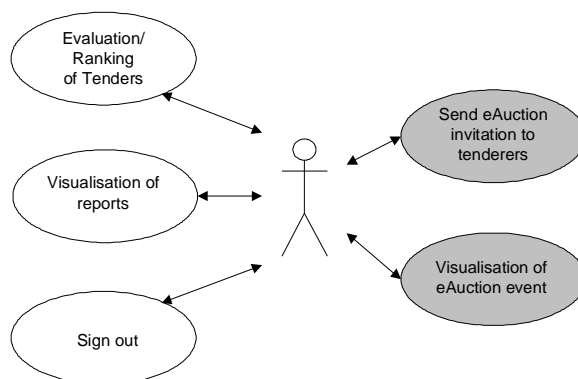 Evaluation/
Ranking
of Tenders
Send eAuction
invitation to
tenderers
Visualisation of
reports
Visualisation of
eAuction event
Sign out